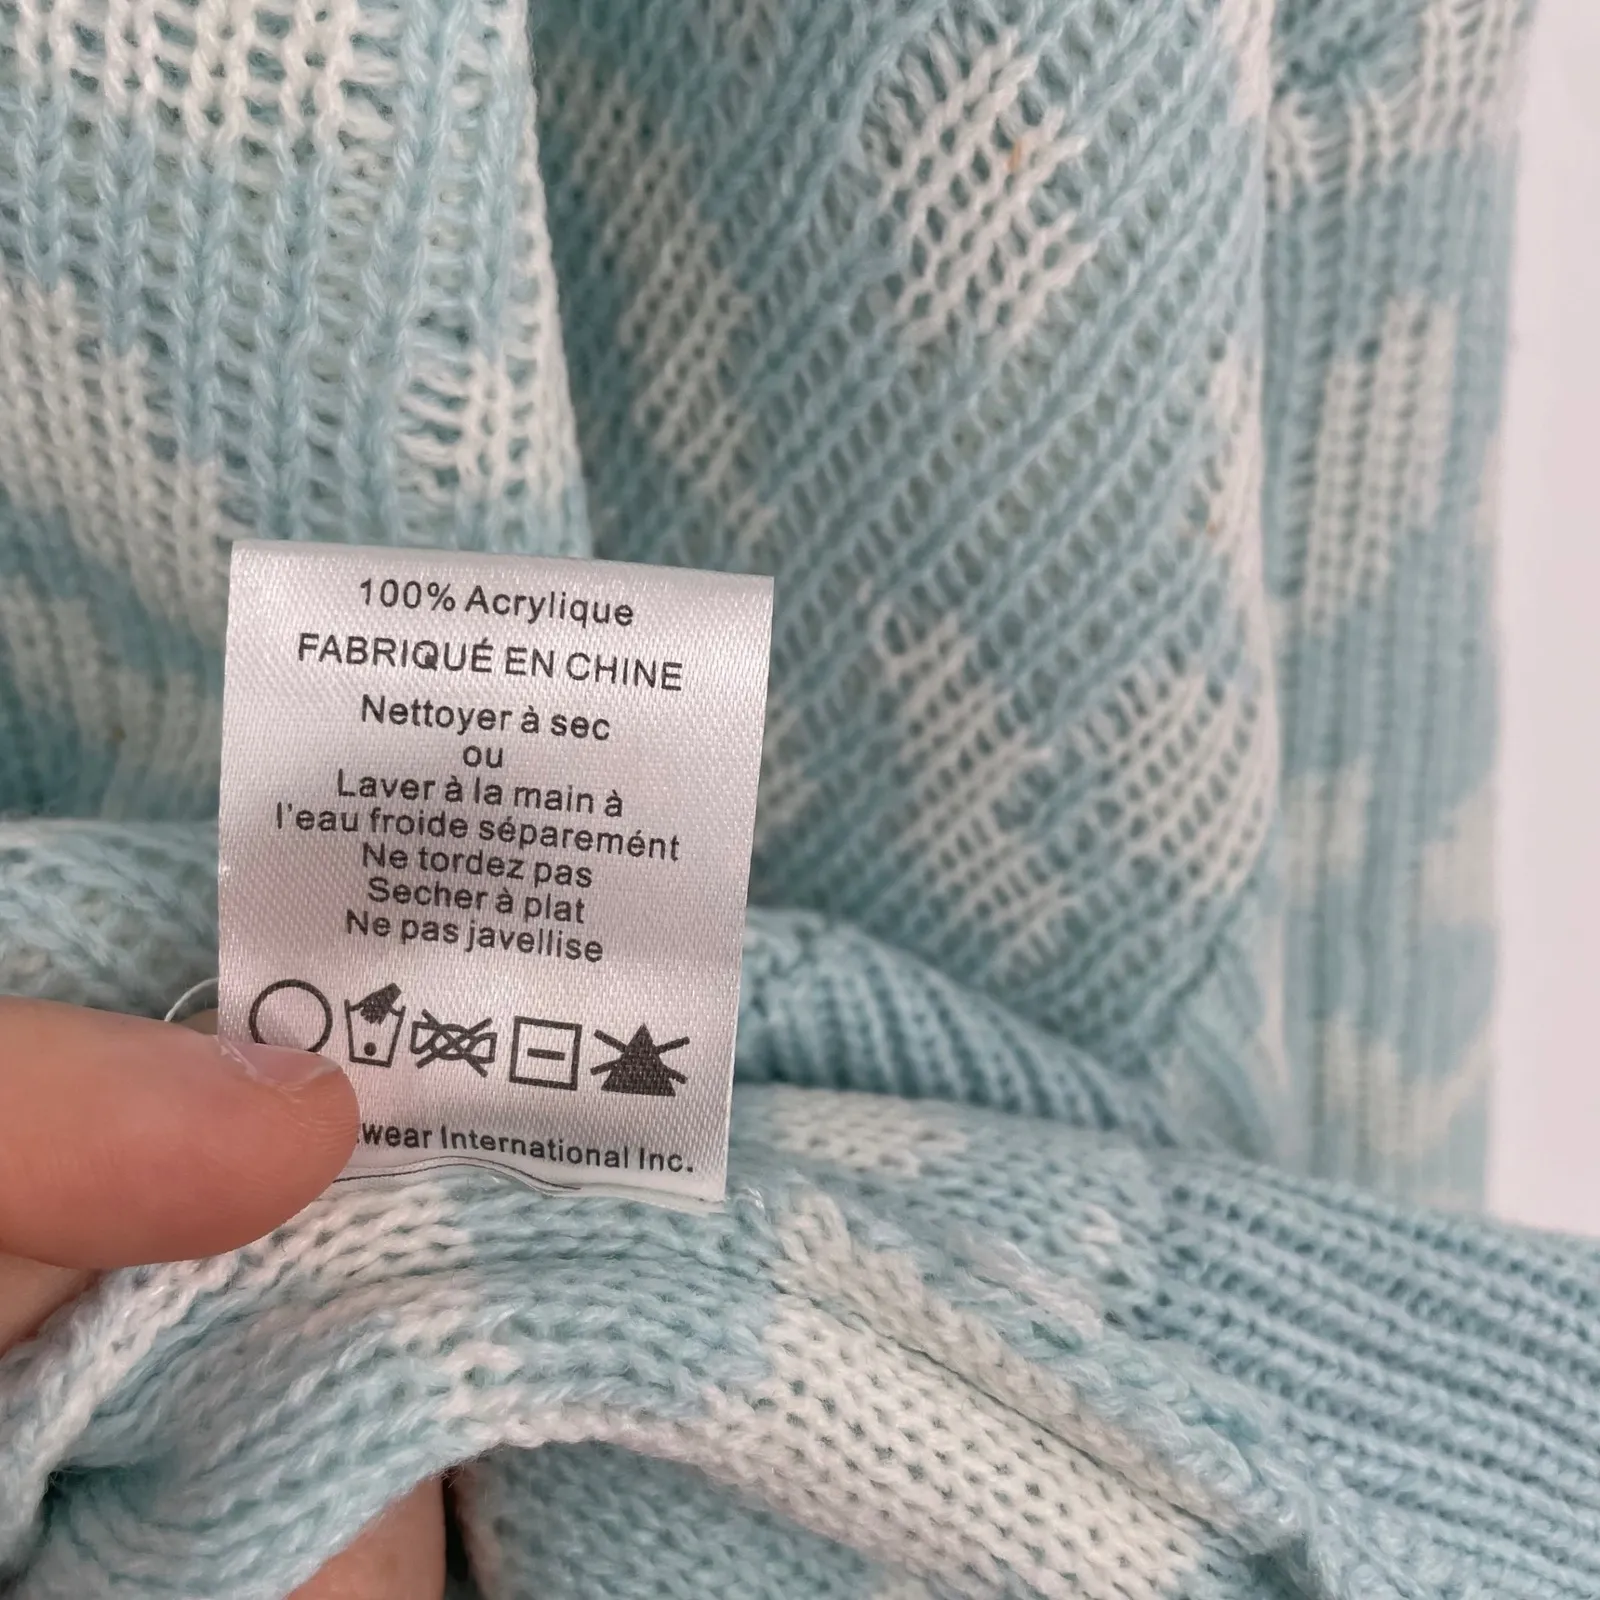 100% Acrylique
FABRIQUÉ EN CHINE
Nettoyer à sec
ou
Laver à la main à
l'eau froide séparemént
Ne tordez pas
Secher à plat
Ne pas javellise
wear International Inc.